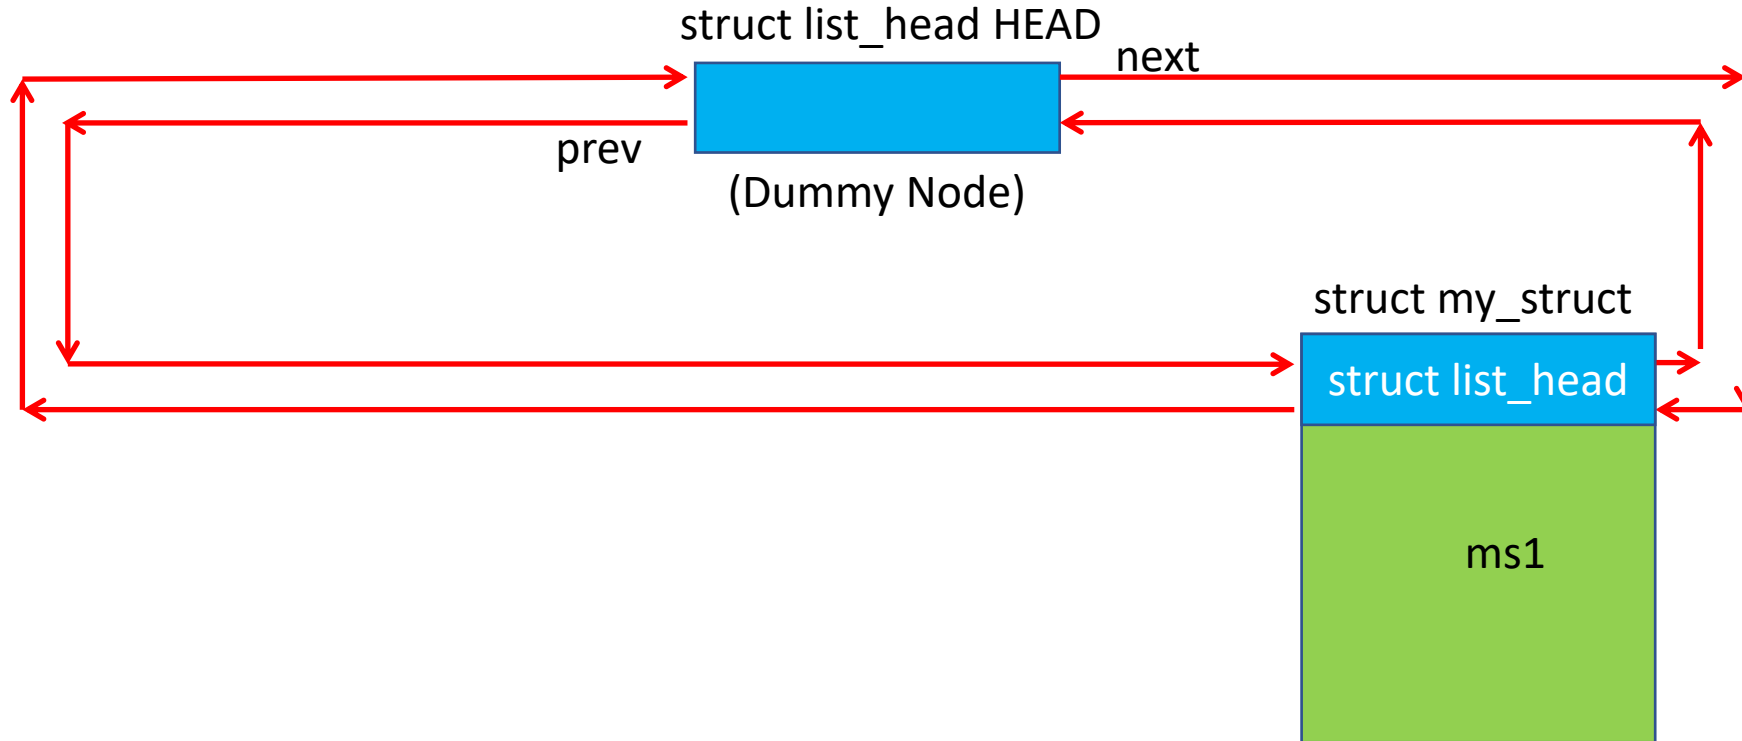 struct list_head HEAD
next
prev
(Dummy Node)
struct my_struct
struct list_head
ms1